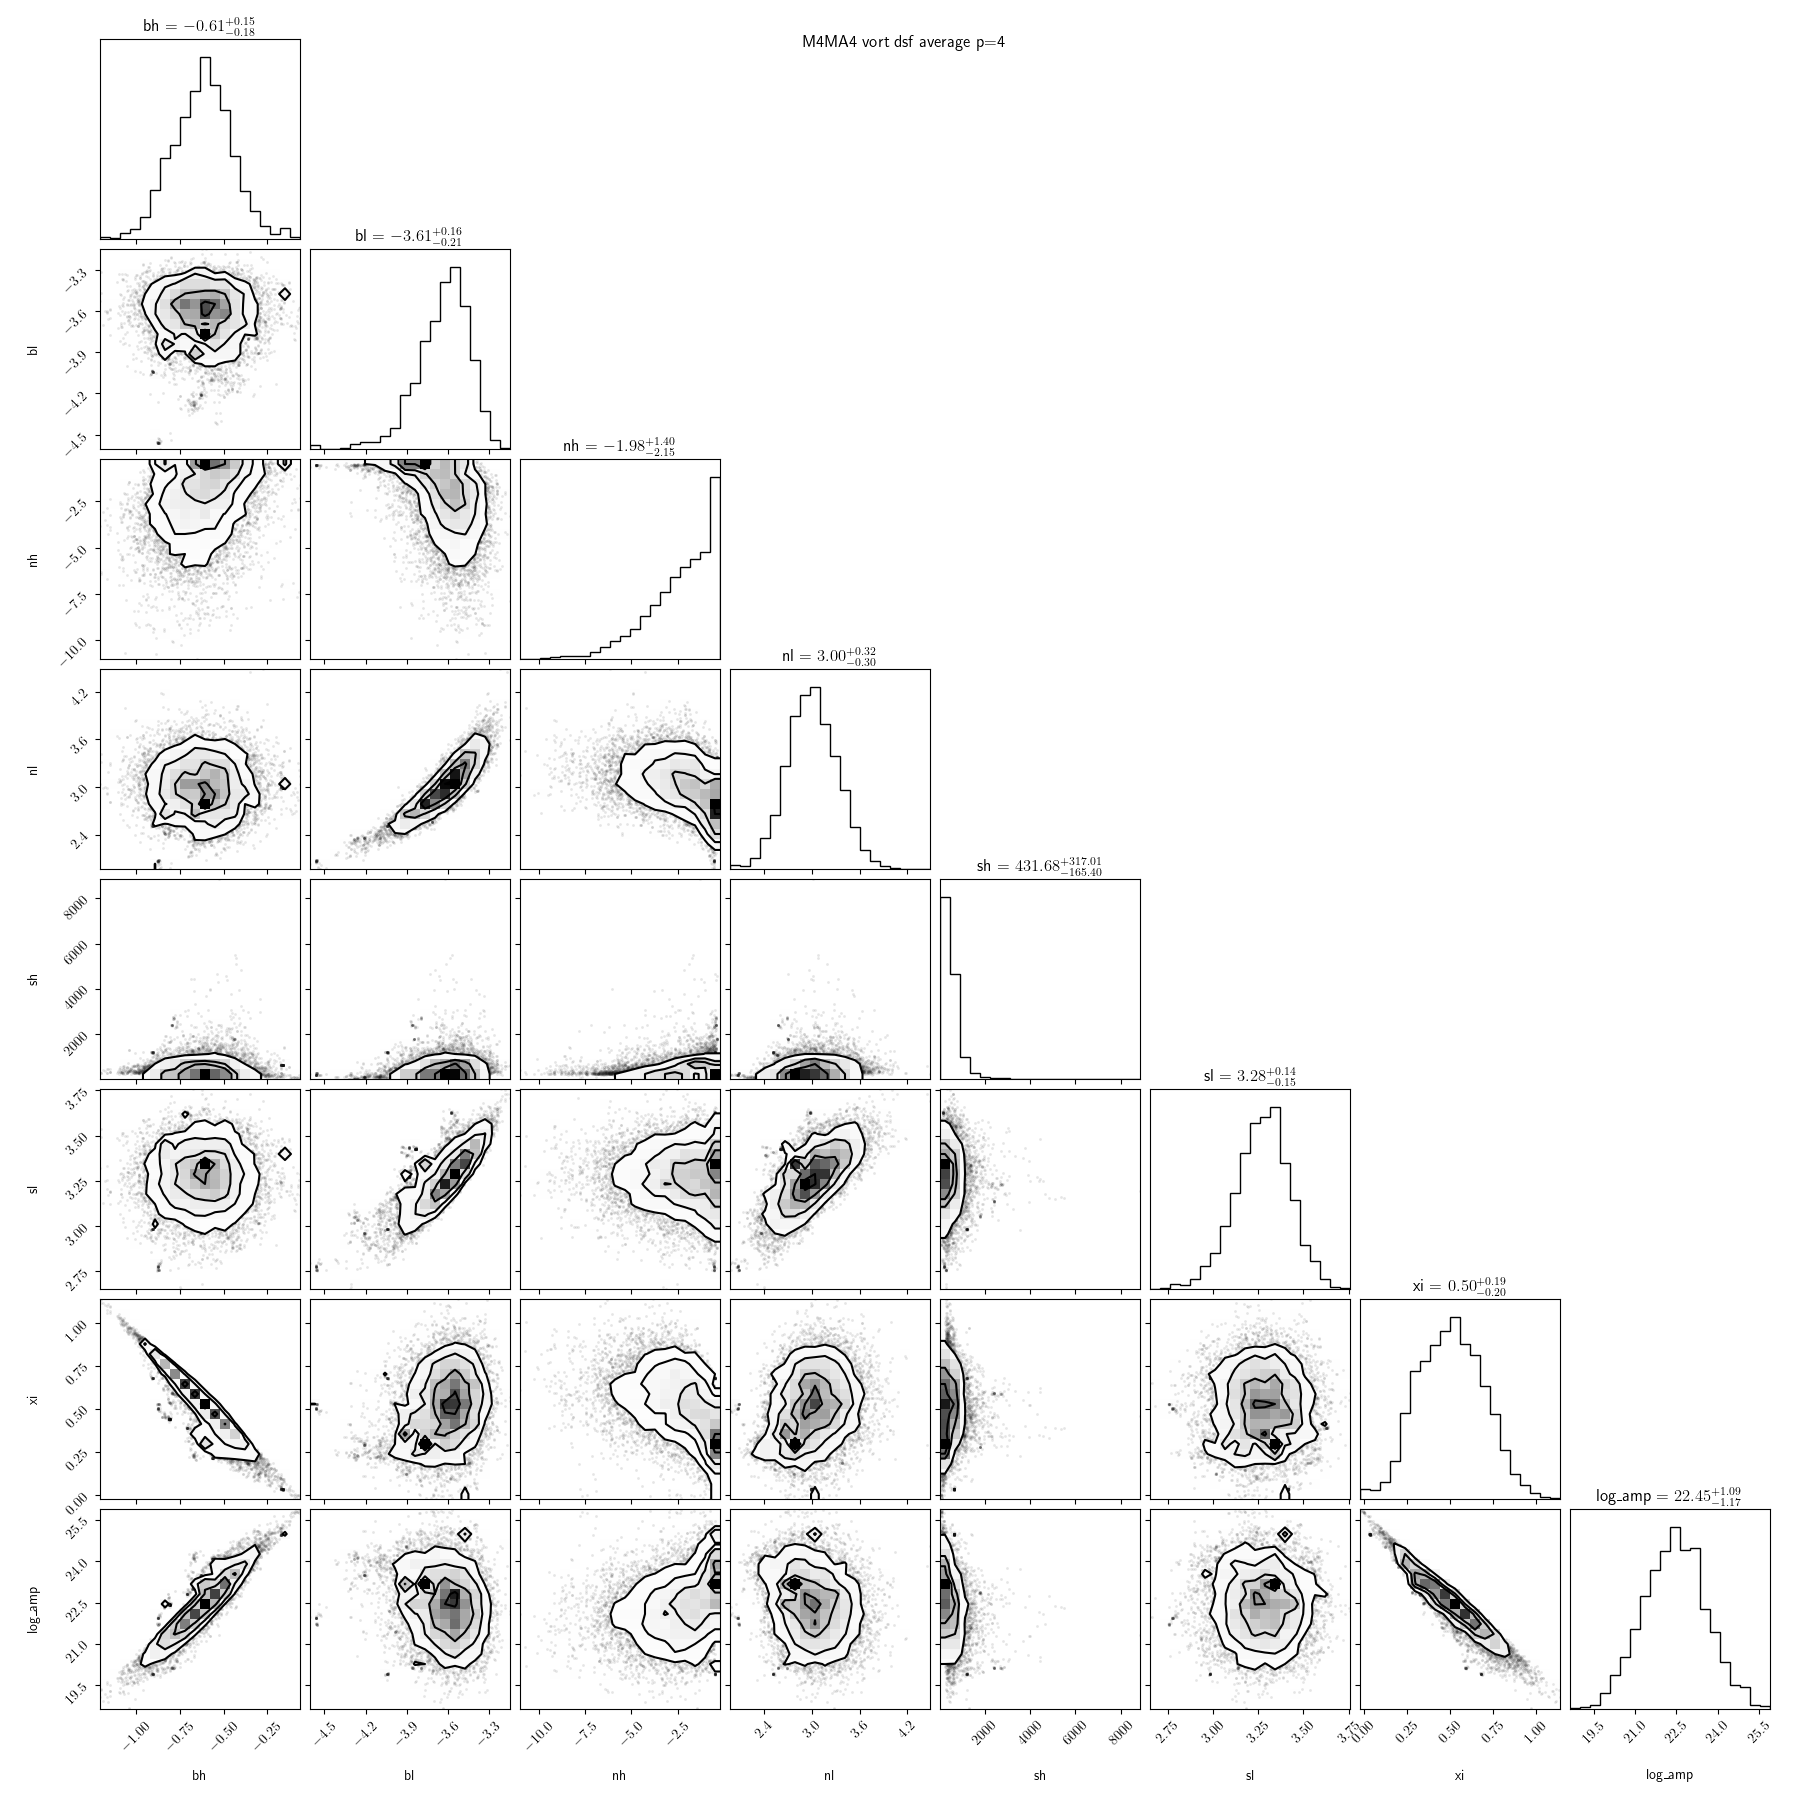 M4MA4 vort dsf average p=4
bh = −0.61+0.15−0.18
bl = −3.61+0.16−0.21
bl
−3.3
−3.6
−3.9
−4.2
−4.5
nh = −1.98+1.40−2.15
nh
−2.5
−5.0
−7.5
−10.0
nl = 3.00+0.32−0.30
nl
4.2
3.6
3.0
2.4
sh = 431.68+317.01−165.40
sh
8000
6000
4000
2000
sl = 3.28+0.14−0.15
sl
3.75
3.50
3.25
3.00
2.75
xi = 0.50+0.19−0.20
xi
1.00
0.75
0.50
0.25
0.00
log_amp = 22.45+1.09−1.17
log_amp
25.5
24.0
22.5
21.0
19.5
−1.00 −0.75 −0.50 −0.25
−4.5 −4.2 −3.9 −3.6 −3.3
−10.0 −7.5 −5.0 −2.5
2.4 3.0 3.6 4.2
2000 4000 6000 8000
2.75 3.00 3.25 3.50 3.75
0.00 0.25 0.50 0.75 1.00
19.5 21.0 22.5 24.0 25.5
bh bl nh nl sh sl xi log_amp